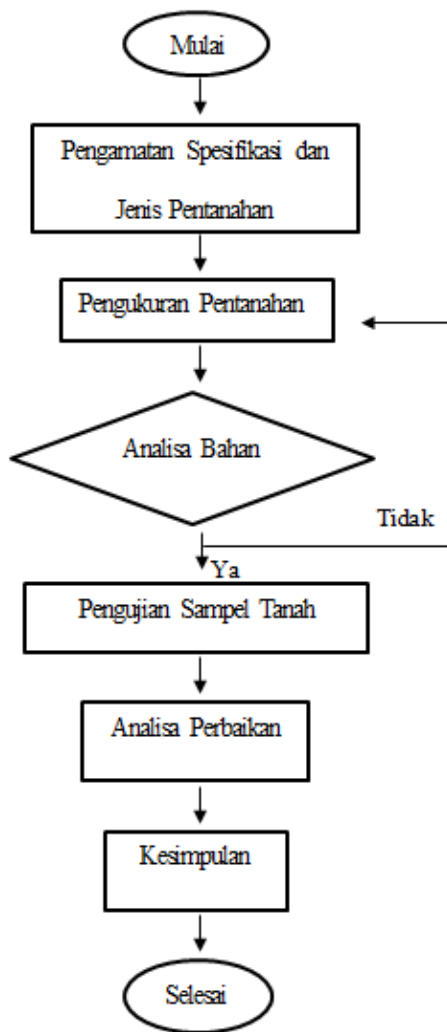 Mulai
Pengamatan Spesifikasi dan
Jenis Pentanahan
Pengukuran Pentanahan
Analisa Bahan
Tidak
Ya
Pengujian Sampel Tanah
Analisa Perbaikan
Kesimpulan
Selesai